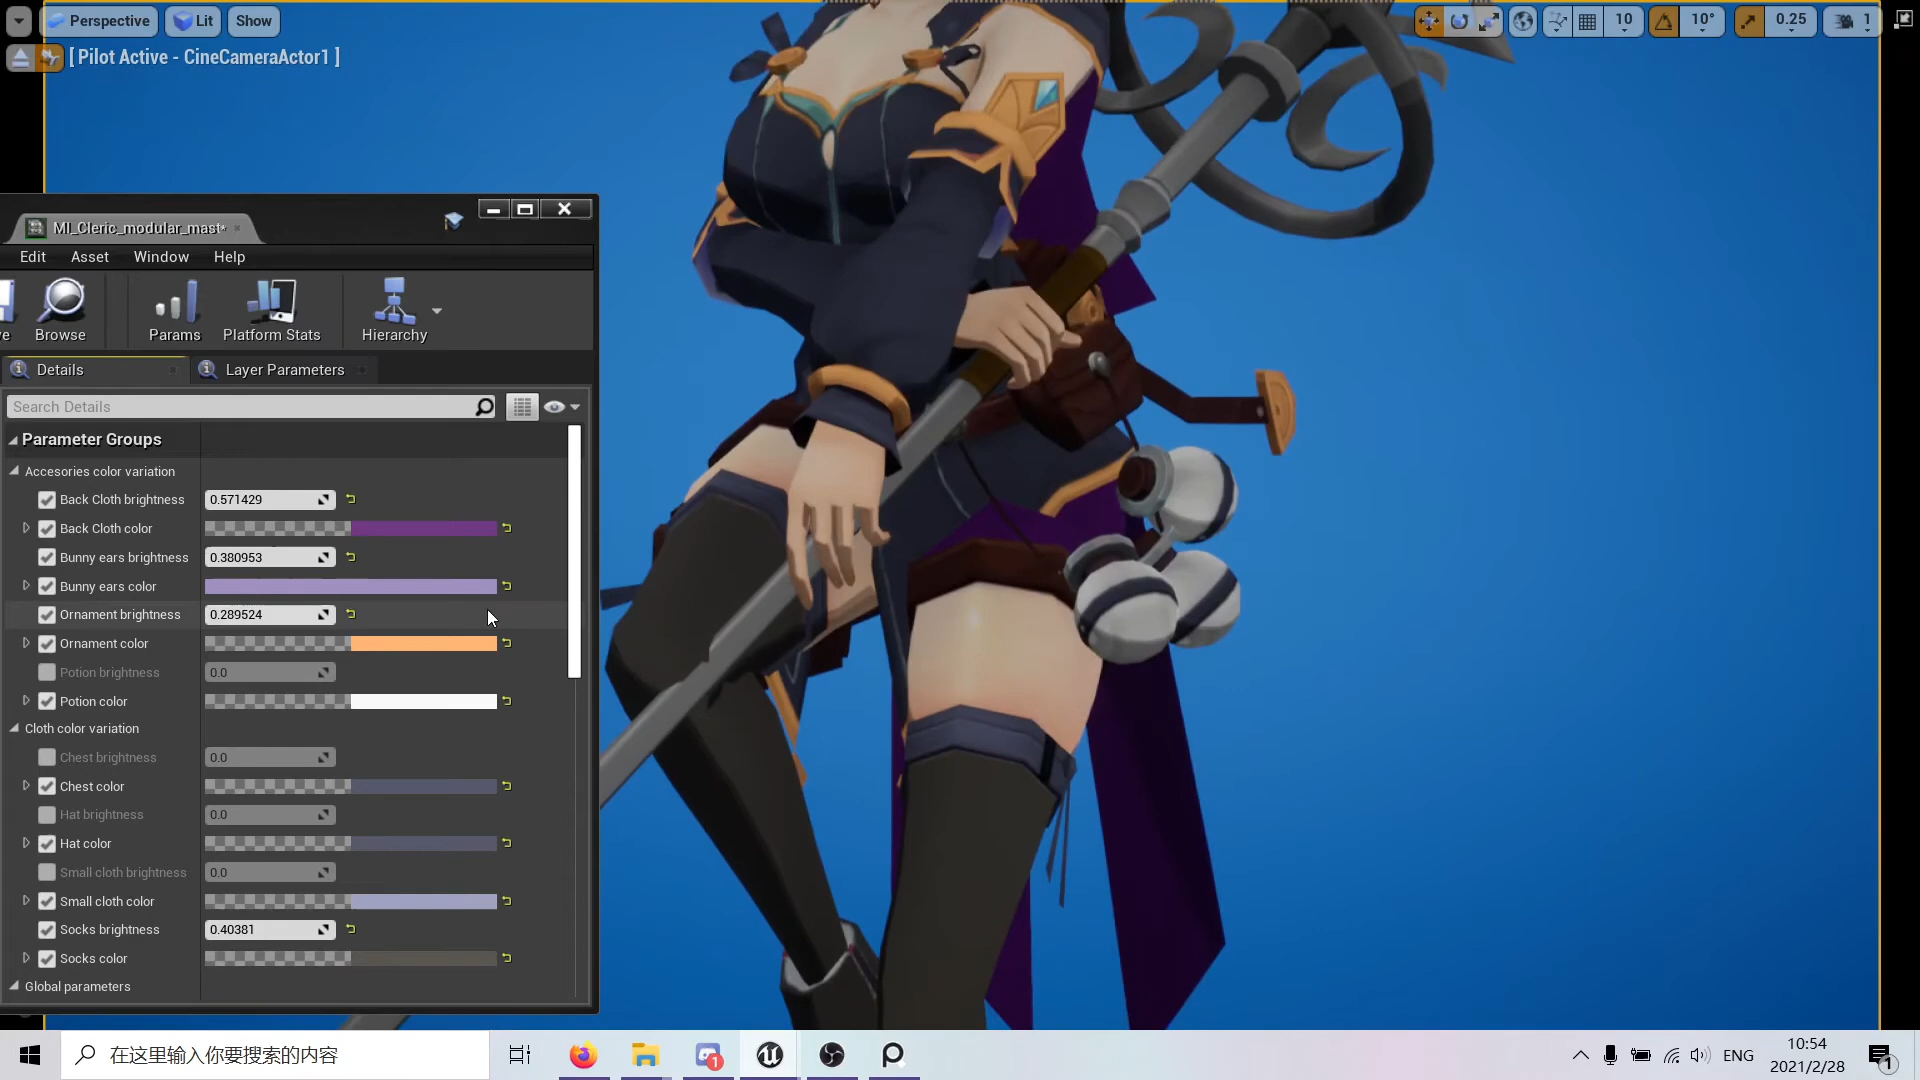 Perspective
Lit
Show
10
10°
0.25
1
[ Pilot Active - CineCameraActor1 ]
MI_Cleric_modular_mast*
Edit
Asset
Window
Help
Browse
Params
Platform Stats
Hierarchy
Details
Layer Parameters
Search Details
Parameter Groups
Accesories color variation
Back Cloth brightness
0.571429
Back Cloth color
Bunny ears brightness
0.380953
Bunny ears color
Ornament brightness
0.289524
Ornament color
Potion brightness
0.0
Potion color
Cloth color variation
Chest brightness
0.0
Chest color
Hat brightness
0.0
Hat color
Small cloth brightness
0.0
Small cloth color
Socks brightness
0.40381
Socks color
Global parameters
在这里输入你要搜索的内容
1
ENG
10:54
2021/2/28
1